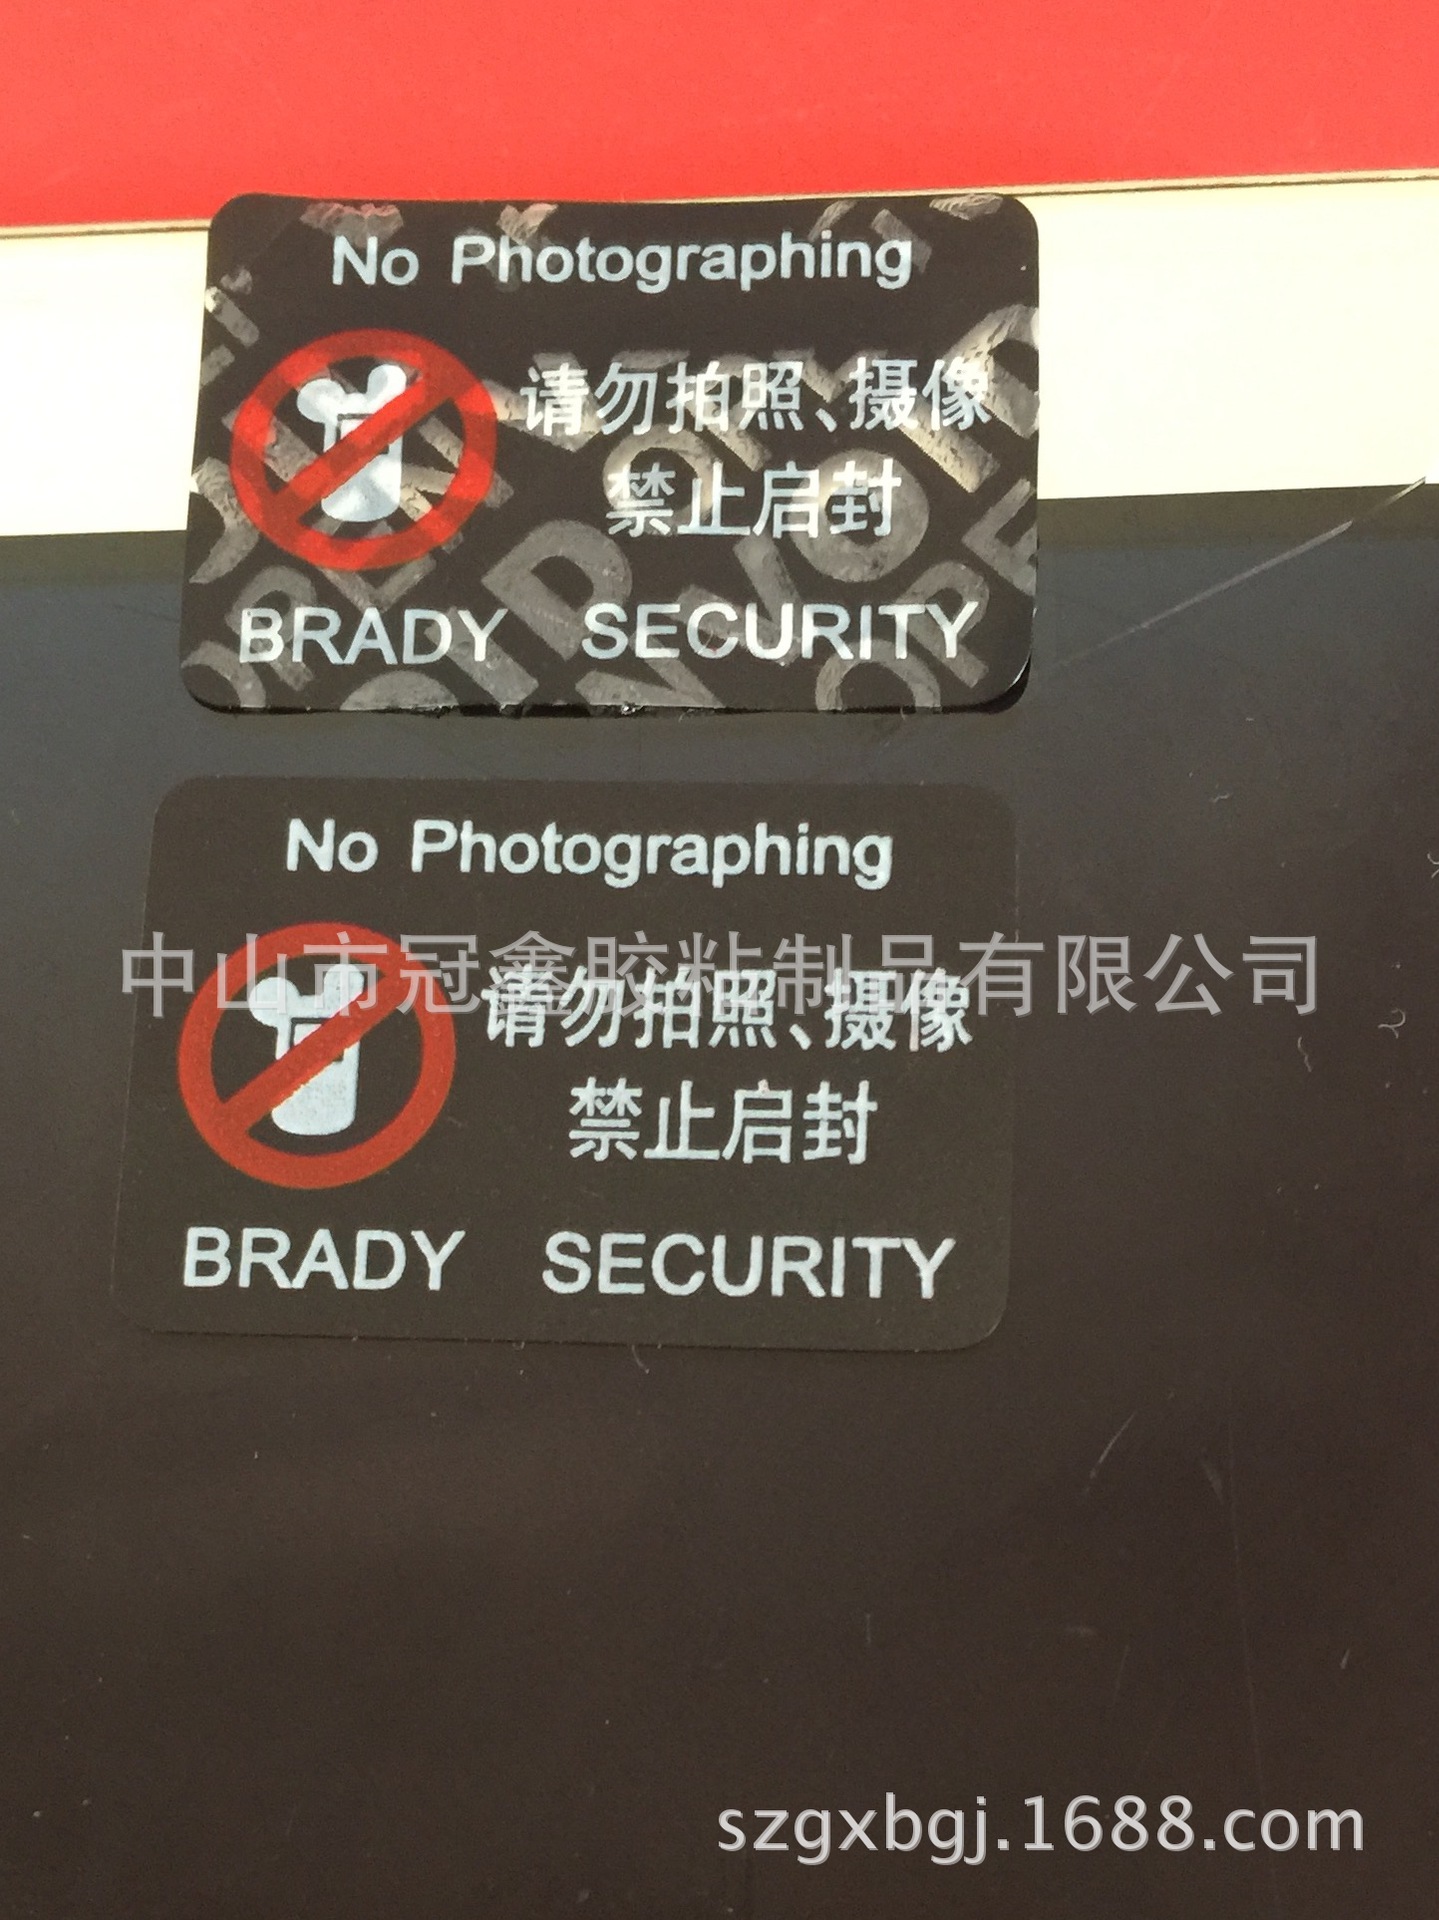 No Photographing
请勿拍照、摄像
禁止启封
BRADY SECURITY
No Photographing
中山市冠鑫胶粘制品有限公司
请勿拍照、摄像
禁止启封
BRADY SECURITY
szgxbgj.1688.com